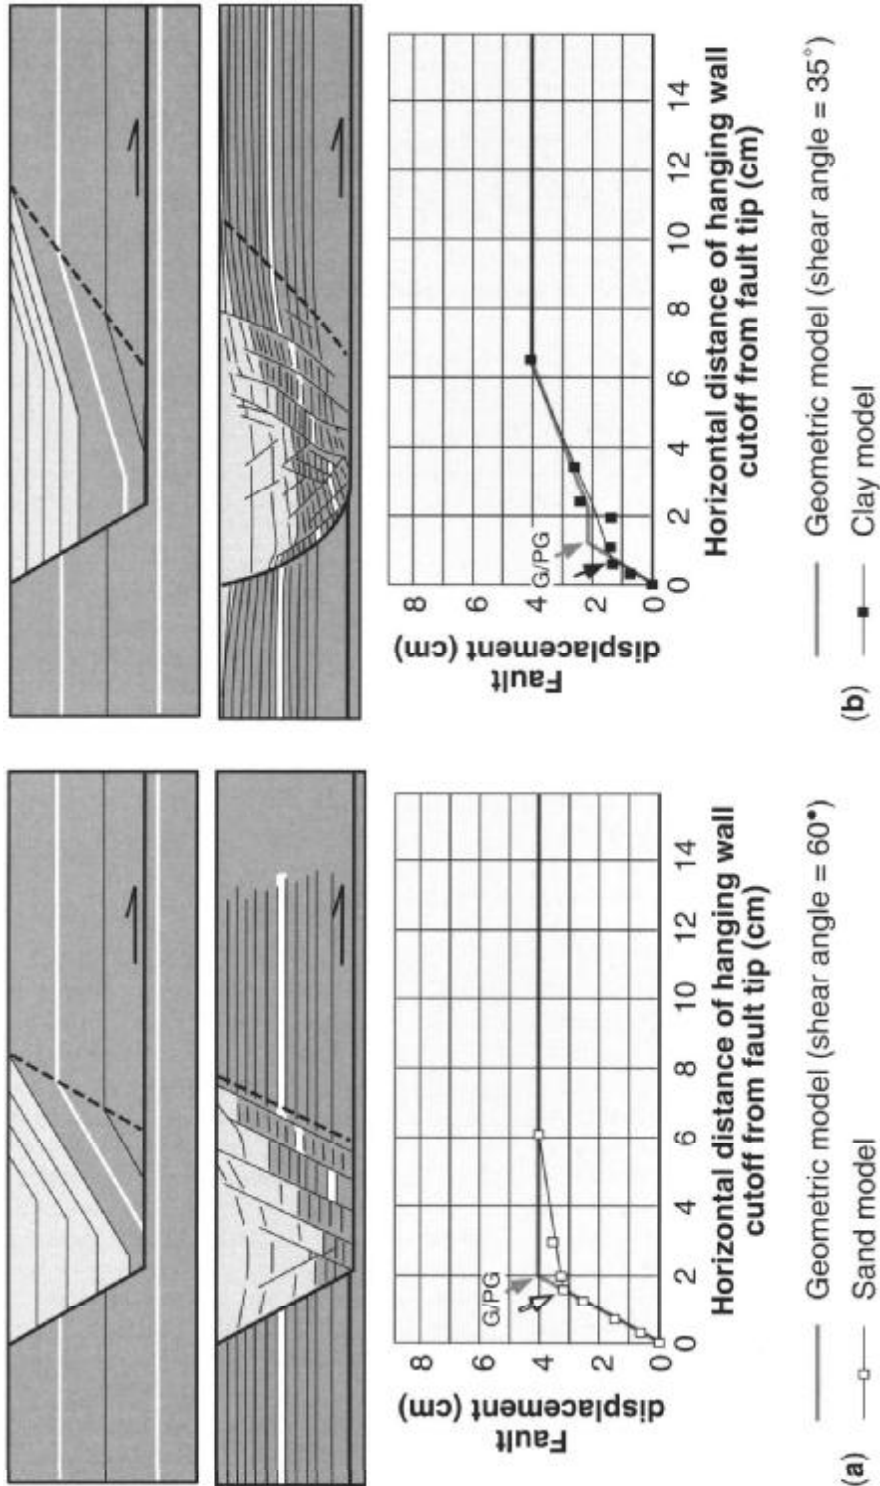 Fault
displacement (cm)
8
6
4
2
0
G/PG
0 2 4 6 8 10 12 14
Horizontal distance of hanging wall
cutoff from fault tip (cm)
Geometric model (shear angle = 60•)
(a)
Sand model
Fault
displacement (cm)
8
6
4
2
0
G/PG
0 2 4 6 8 10 12 14
Horizontal distance of hanging wall
cutoff from fault tip (cm)
Geometric model (shear angle = 35°)
(b)
Clay model